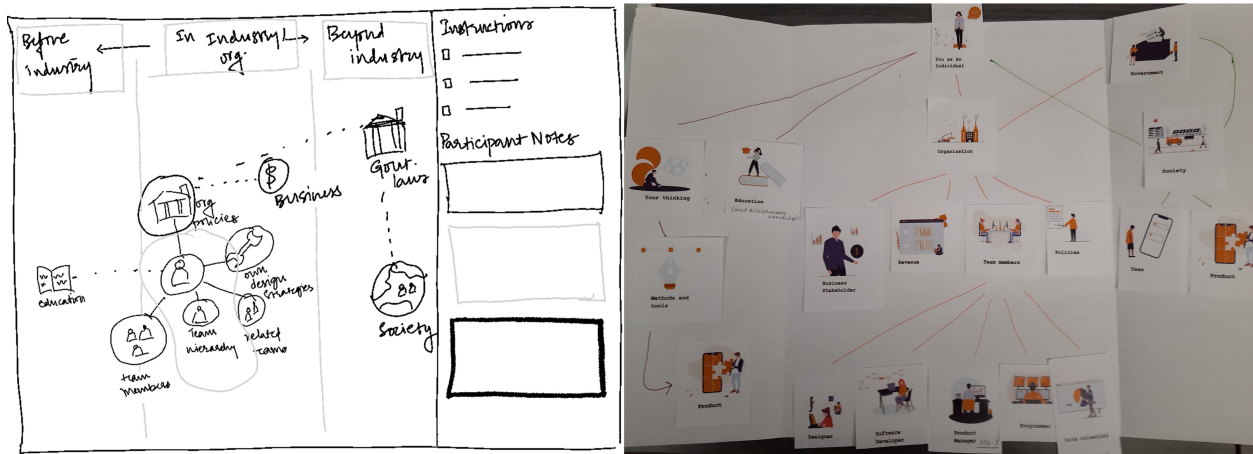 Before
industry
In Industry/
org.
Beyond
industry
Instructions
Participant Notes
Govt.
laws
$
Business
org
policies
own
design
strategies
education
Team
hierarchy
related
teams
team
members
Society
You as an
Individual
Government
Organisation
Society
Your thinking
Education
Business
Stakeholder
Revenue
Team members
Policies
User
Product
Methods and
tools
Product
Designer
Software
Developer
Product
Manager
Programmer
Data scientist